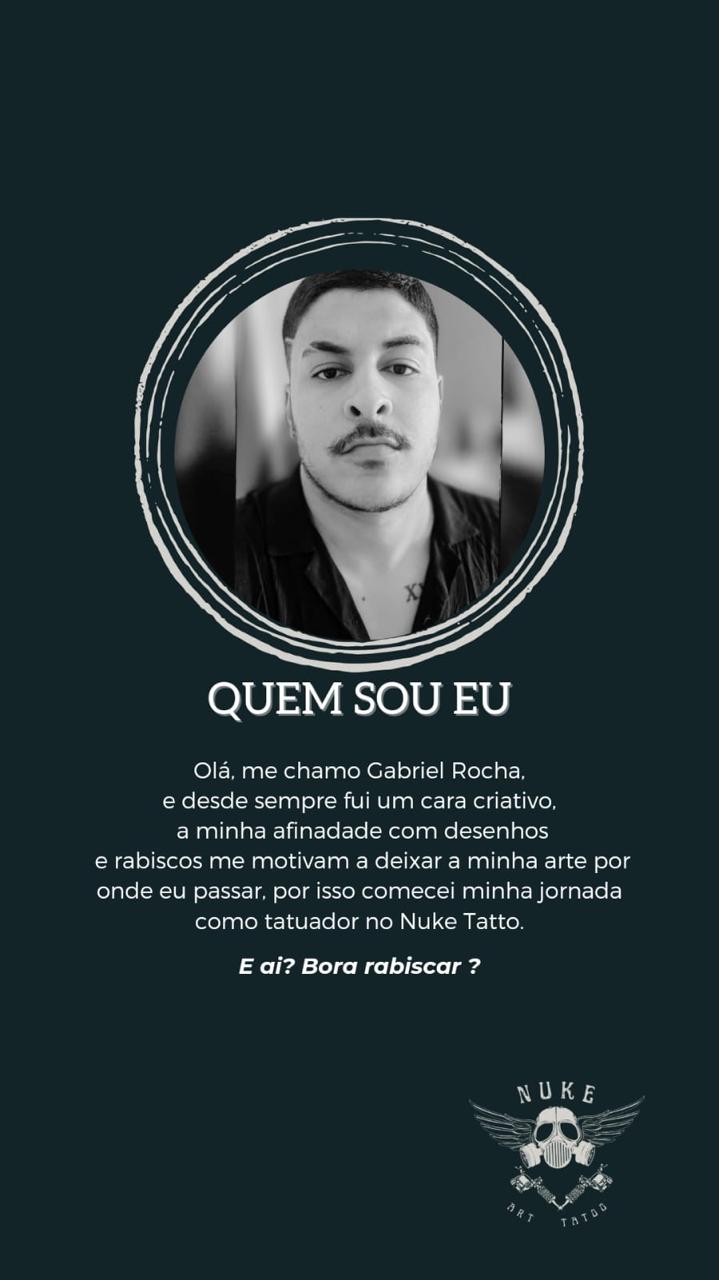 XV
QUEM SOU EU
Olá, me chamo Gabriel Rocha,
e desde sempre fui um cara criativo,
a minha afinadade com desenhos
e rabiscos me motivam a deixar a minha arte por
onde eu passar, por isso comecei minha jornada
como tatuador no Nuke Tatto.
E ai? Bora rabiscar ?
NUKE
ART TATOO